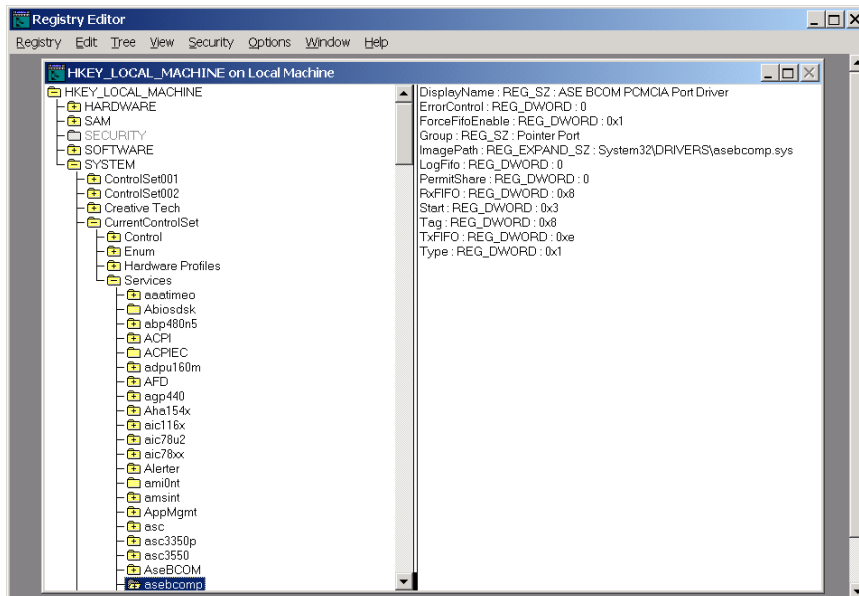 Registry Editor
Registry Edit Tree View Security Options Window Help
HKEY_LOCAL_MACHINE on Local Machine
HKEY_LOCAL_MACHINE
HARDWARE
SAM
SECURITY
SOFTWARE
SYSTEM
ControlSet001
ControlSet002
Creative Tech
CurrentControlSet
Control
Enum
Hardware Profiles
Services
aaatimeo
Abiosdsk
abp480n5
ACPI
ACPIEC
adpu160m
AFD
agp440
Aha154x
aic116x
aic78u2
aic78xx
Alerter
ami0nt
amsint
AppMgmt
asc
asc3350p
asc3550
AseBCOM
asebcomp
DisplayName : REG_SZ : ASE BCOM PCMCIA Port Driver
ErrorControl : REG_DWORD : 0
ForceFifoEnable : REG_DWORD : 0x1
Group : REG_SZ : Pointer Port
ImagePath : REG_EXPAND_SZ : System32\DRIVERS\asebcomp.sys
LogFifo : REG_DWORD : 0
PermitShare : REG_DWORD : 0
RxFIFO : REG_DWORD : 0x8
Start : REG_DWORD : 0x3
Tag : REG_DWORD : 0x8
TxFIFO : REG_DWORD : 0xe
Type : REG_DWORD : 0x1